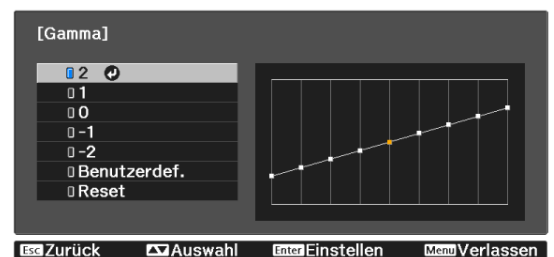 [Gamma]
2
1
0
-1
-2
Benutzerdef.
Reset
Esc Zurück Auswahl Enter Einstellen Menu Verlassen